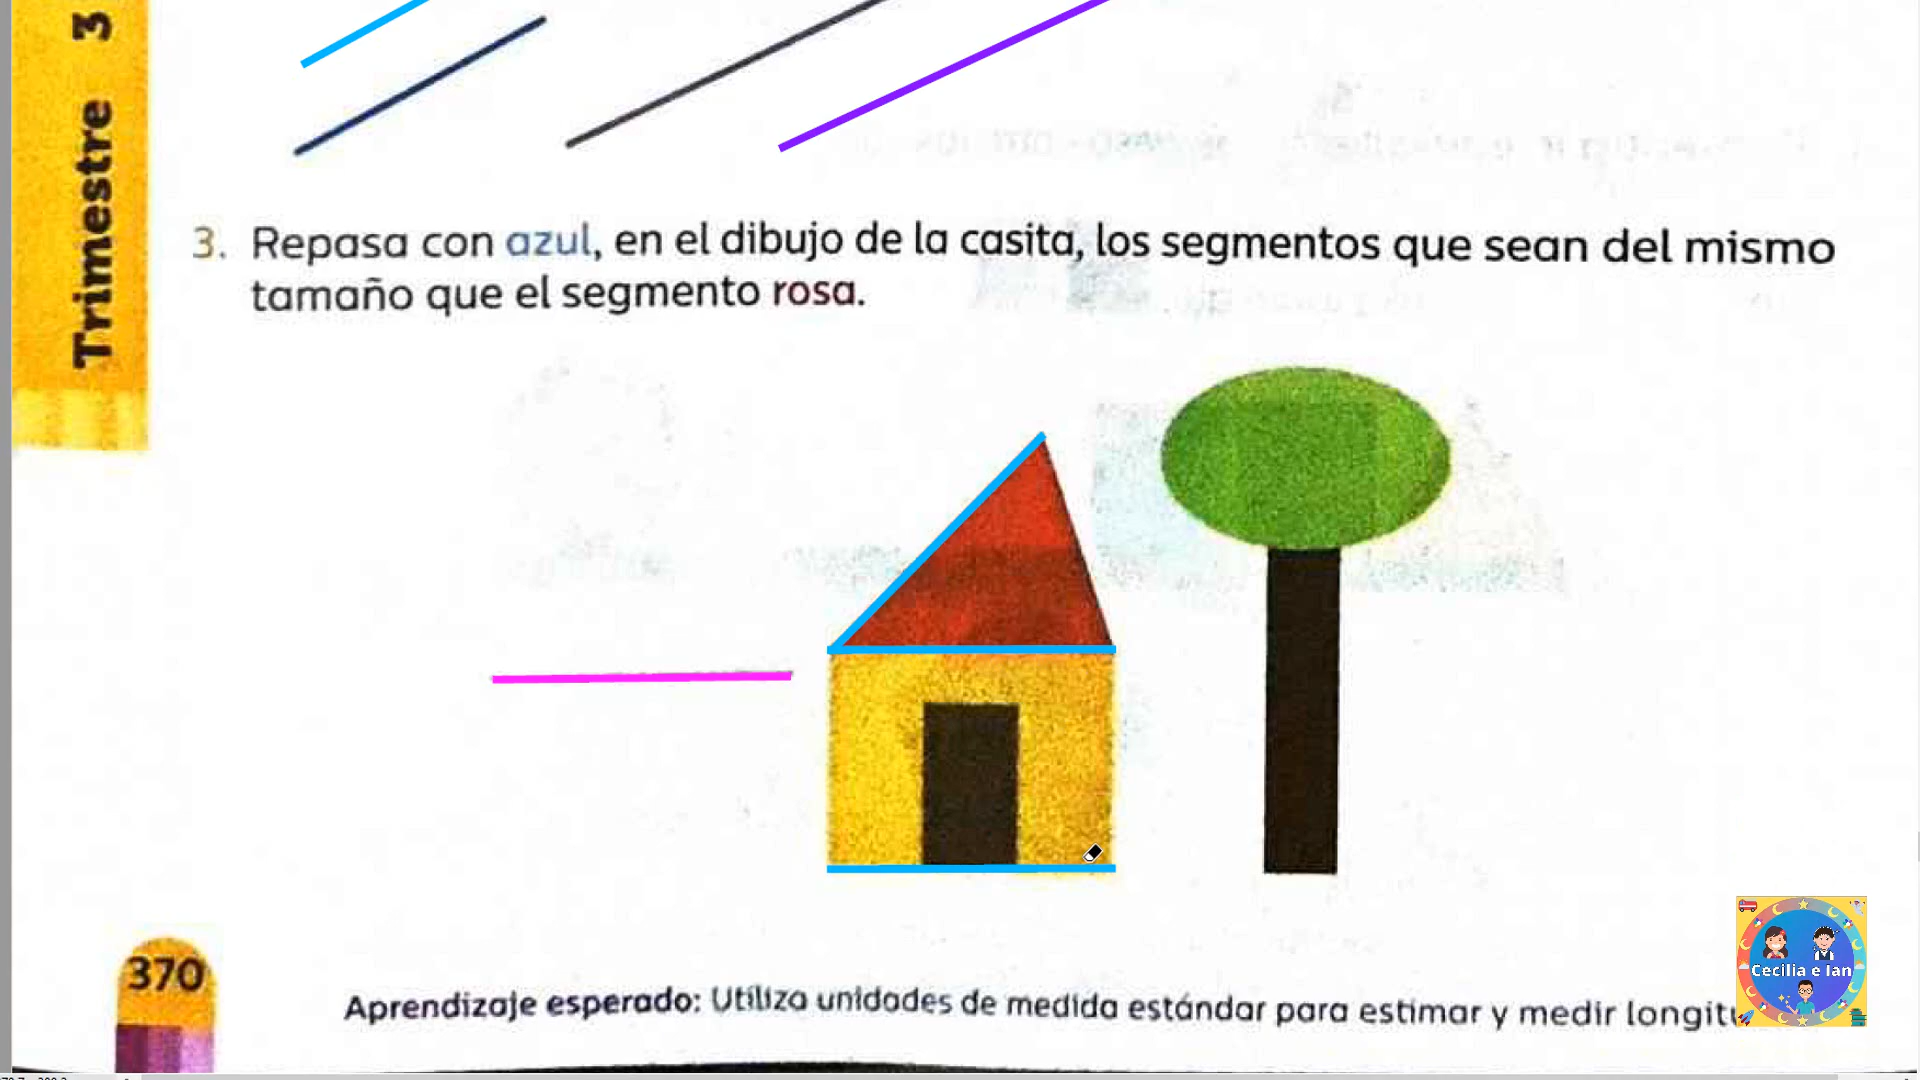 Trimestre 3
3. Repasa con azul, en el dibujo de la casita, los segmentos que sean del mismo
tamaño que el segmento rosa.
370
Aprendizaje esperado: Utiliza unidades de medida estándar para estimar y medir
Cecilia e Ian